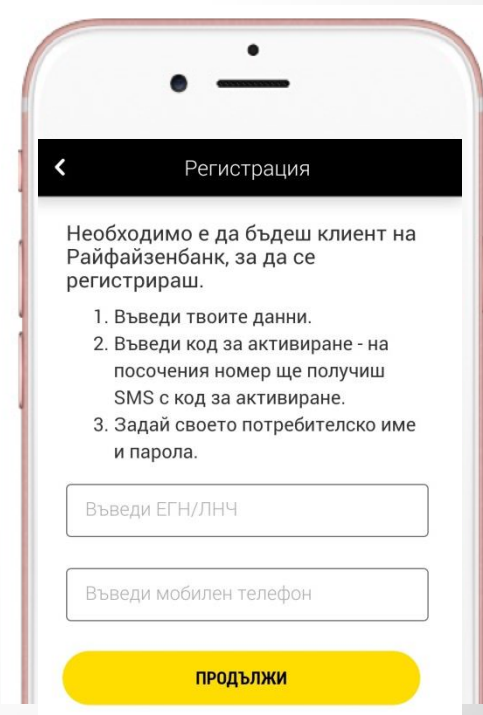 Регистрация
Необходимо е да бъдеш клиент на
Райфайзенбанк, за да се
регистрираш.
1. Въведи твоите данни.
2. Въведи код за активиране - на
посочения номер ще получиш
SMS с код за активиране.
3. Задай своето потребителско име
и парола.
Въведи ЕГН/ЛНЧ
Въведи мобилен телефон
ПРОДЪЛЖИ